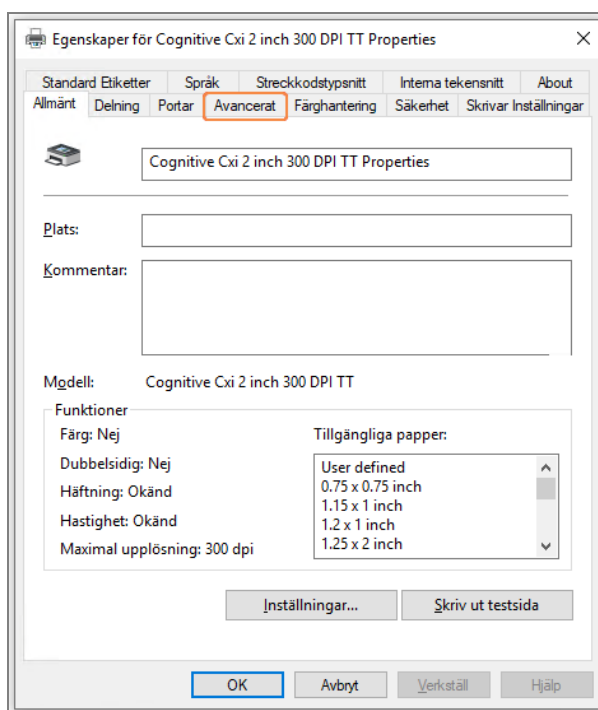 Egenskaper för Cognitive Cxi 2 inch 300 DPI TT Properties
Standard Etiketter Språk Streckkodstypsnitt Interna tekensnitt About
Allmänt Delning Portar Avancerat Färghantering Säkerhet Skrivar Inställningar
Cognitive Cxi 2 inch 300 DPI TT Properties
Plats:
Kommentar:
Modell: Cognitive Cxi 2 inch 300 DPI TT
Funktioner
Färg: Nej
Dubbelsidig: Nej
Häftning: Okänd
Hastighet: Okänd
Maximal upplösning: 300 dpi
Tillgängliga papper:
User defined
0.75 x 0.75 inch
1.15 x 1 inch
1.2 x 1 inch
1.25 x 2 inch
Inställningar... Skriv ut testsida
OK Avbryt Verkställ Hjälp